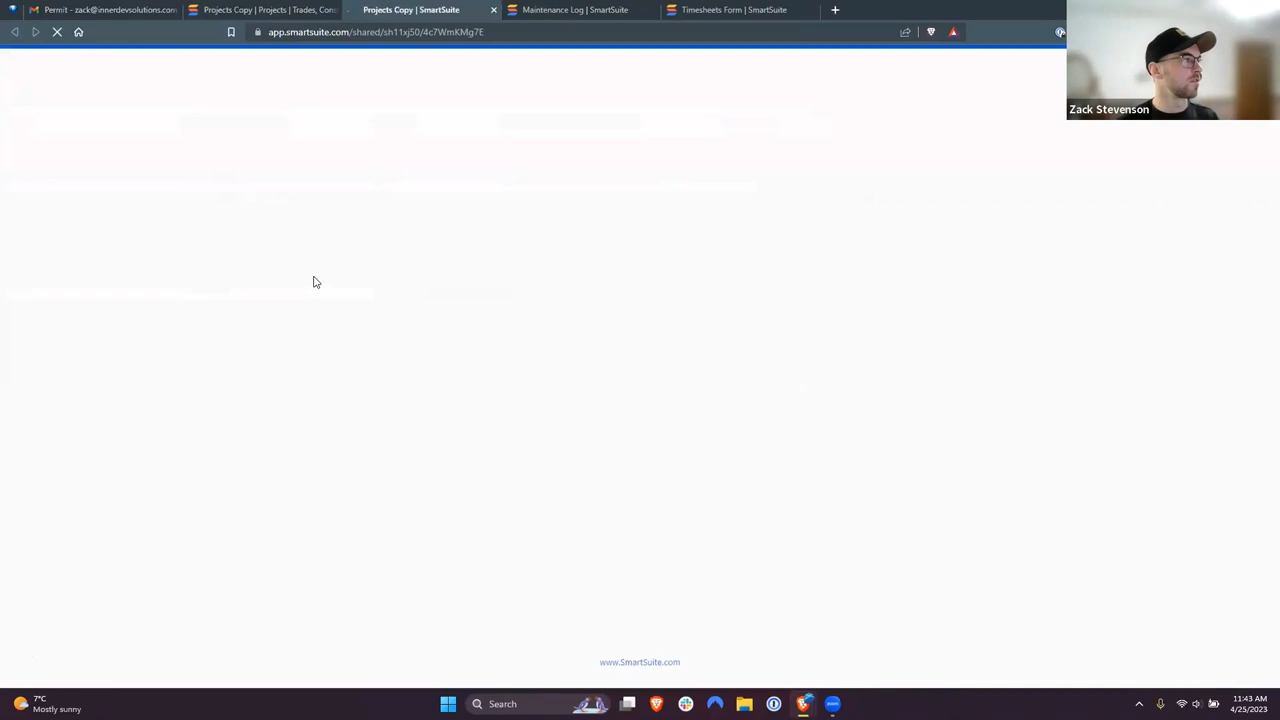 Permit - zack@innerdevsolutions.com
Projects Copy | Projects | Trades, Cons
Projects Copy | SmartSuite
Maintenance Log | SmartSuite
Timesheets Form | SmartSuite
app.smartsuite.com/shared/sh11xj50/4c7WmKMg7E
Zack Stevenson
www.SmartSuite.com
7°C
Mostly sunny
Search
zoom
11:43 AM
4/25/2023